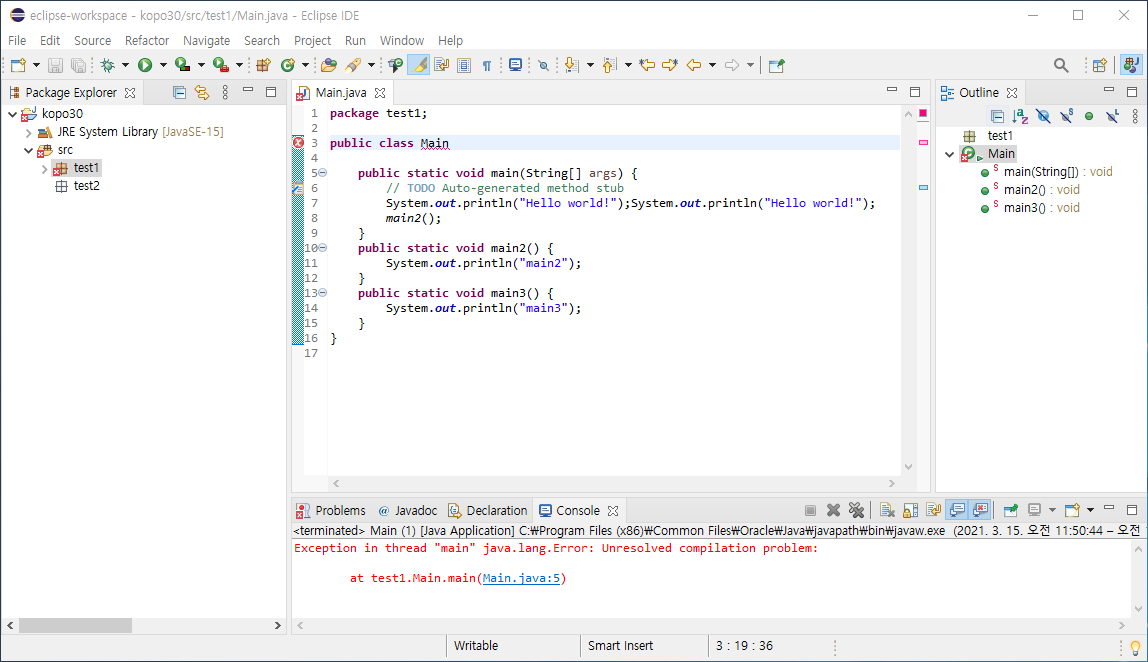 eclipse-workspace - kopo30/src/test1/Main.java - Eclipse IDE
File Edit Source Refactor Navigate Search Project Run Window Help
Package Explorer
kopo30
JRE System Library [JavaSE-15]
src
test1
test2
Main.java
1 package test1;
2
3 public class Main
4
5 public static void main(String[] args) {
6 // TODO Auto-generated method stub
7 System.out.println("Hello world!");System.out.println("Hello world!");
8 main2();
9 }
10 public static void main2() {
11 System.out.println("main2");
12 }
13 public static void main3() {
14 System.out.println("main3");
15 }
16 }
17
Outline
test1
Main
main(String[]) : void
main2() : void
main3() : void
Problems @ Javadoc Declaration Console
<terminated> Main (1) [Java Application] C:₩Program Files (x86)₩Common Files₩Oracle₩Java₩javapath₩bin₩javaw.exe (2021. 3. 15. 오전 11:50:44 – 오전
Exception in thread "main" java.lang.Error: Unresolved compilation problem:
at test1.Main.main(Main.java:5)
Writable Smart Insert 3 : 19 : 36